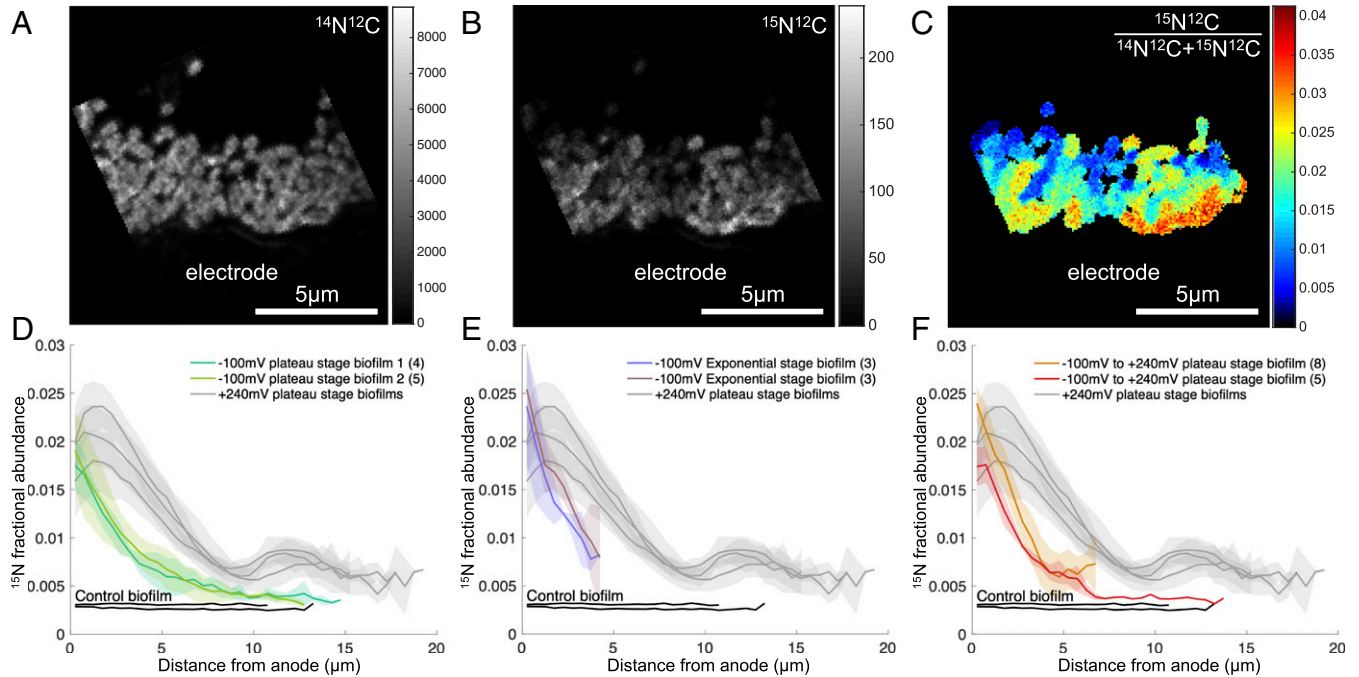 A
¹⁴N¹²C
8000
7000
6000
5000
4000
3000
2000
1000
0
electrode
5μm
B
¹⁵N¹²C
200
150
100
50
0
electrode
5μm
C
¹⁵N¹²C
¹⁴N¹²C+¹⁵N¹²C
0.04
0.035
0.03
0.025
0.02
0.015
0.01
0.005
0
electrode
5μm
D
0.03
0.025
0.02
0.015
0.01
0.005
0
¹⁵N fractional abundance
-100mV plateau stage biofilm 1 (4)
-100mV plateau stage biofilm 2 (5)
+240mV plateau stage biofilms
Control biofilm
0 5 10 15 20
Distance from anode (μm)
E
0.03
0.025
0.02
0.015
0.01
0.005
0
¹⁵N fractional abundance
-100mV Exponential stage biofilm (3)
-100mV Exponential stage biofilm (3)
+240mV plateau stage biofilms
Control biofilm
0 5 10 15 20
Distance from anode (μm)
F
0.03
0.025
0.02
0.015
0.01
0.005
0
¹⁵N fractional abundance
-100mV to +240mV plateau stage biofilm (8)
-100mV to +240mV plateau stage biofilm (5)
+240mV plateau stage biofilms
Control biofilm
0 5 10 15 20
Distance from anode (μm)